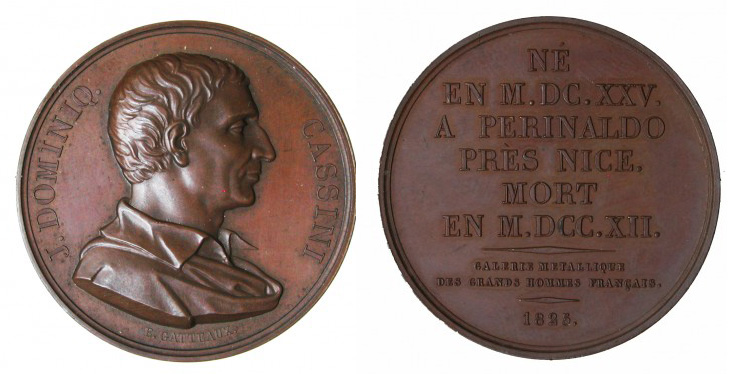 J. DOMINIQ.
CASSINI
E. GATTEAUX F.
NÉ
EN M.DC.XXV.
A PERINALDO
PRÈS NICE.
MORT
EN M.DCC.XII.
GALERIE METALLIQUE
DES GRANDS HOMMES FRANÇAIS.
1825.